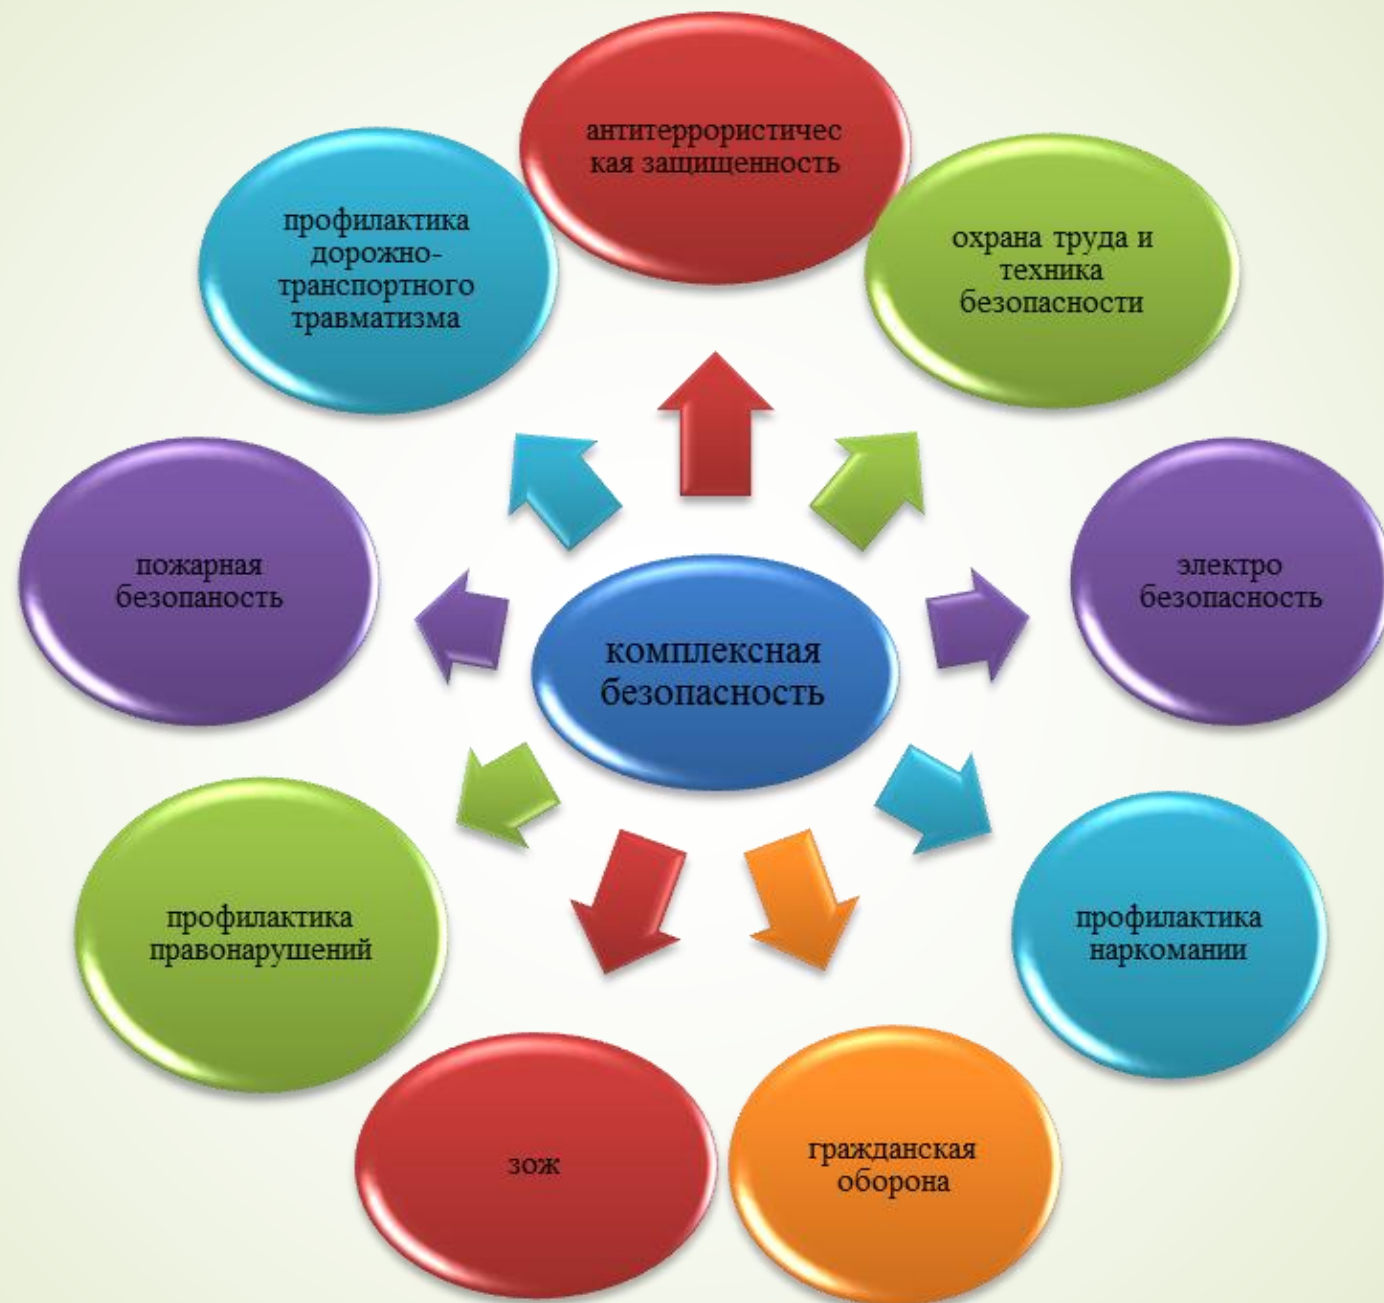 антитеррористичес
кая защищенность
охрана труда и
техника
безопасности
электро
безопасность
профилактика
наркомании
гражданская
оборона
зож
профилактика
правонарушений
пожарная
безопаность
профилактика
дорожно-
транспортного
травматизма
комплексная
безопасность